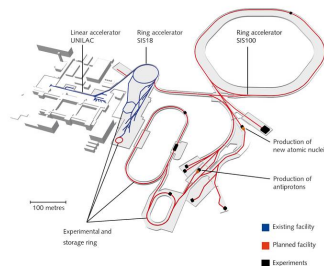 Linear accelerator
UNILAC
Ring accelerator
SIS18
Ring accelerator
SIS100
Production of
new atomic nuclei
Production of
antiprotons
100 metres
Experimental and
storage ring
Existing facility
Planned facility
Experiments